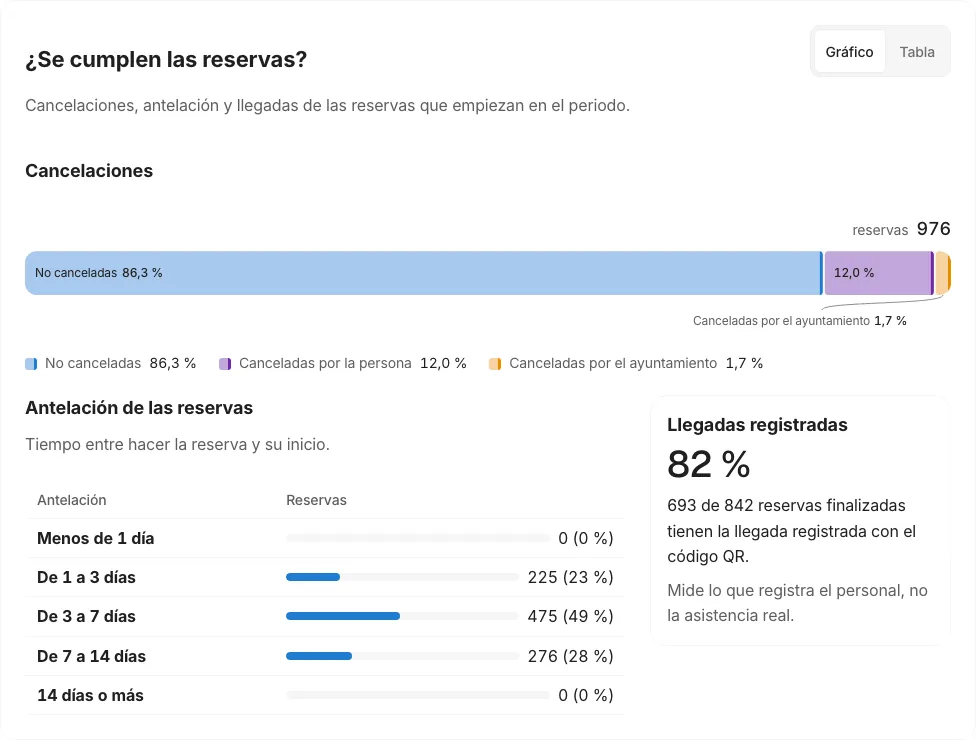 ¿Se cumplen las reservas?
Gráfico Tabla
Cancelaciones, antelación y llegadas de las reservas que empiezan en el periodo.
Cancelaciones
reservas 976
No canceladas 86,3 %
12,0 %
Canceladas por el ayuntamiento 1,7 %
No canceladas 86,3 % Canceladas por la persona 12,0 % Canceladas por el ayuntamiento 1,7 %
Antelación de las reservas
Tiempo entre hacer la reserva y su inicio.
Antelación Reservas
Menos de 1 día 0 (0 %)
De 1 a 3 días 225 (23 %)
De 3 a 7 días 475 (49 %)
De 7 a 14 días 276 (28 %)
14 días o más 0 (0 %)
Llegadas registradas
82 %
693 de 842 reservas finalizadas
tienen la llegada registrada con el
código QR.
Mide lo que registra el personal, no
la asistencia real.